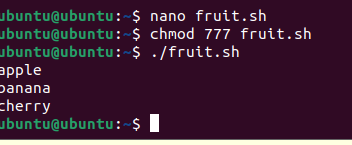 ubuntu@ubuntu:~$ nano fruit.sh
ubuntu@ubuntu:~$ chmod 777 fruit.sh
ubuntu@ubuntu:~$ ./fruit.sh
apple
banana
cherry
ubuntu@ubuntu:~$